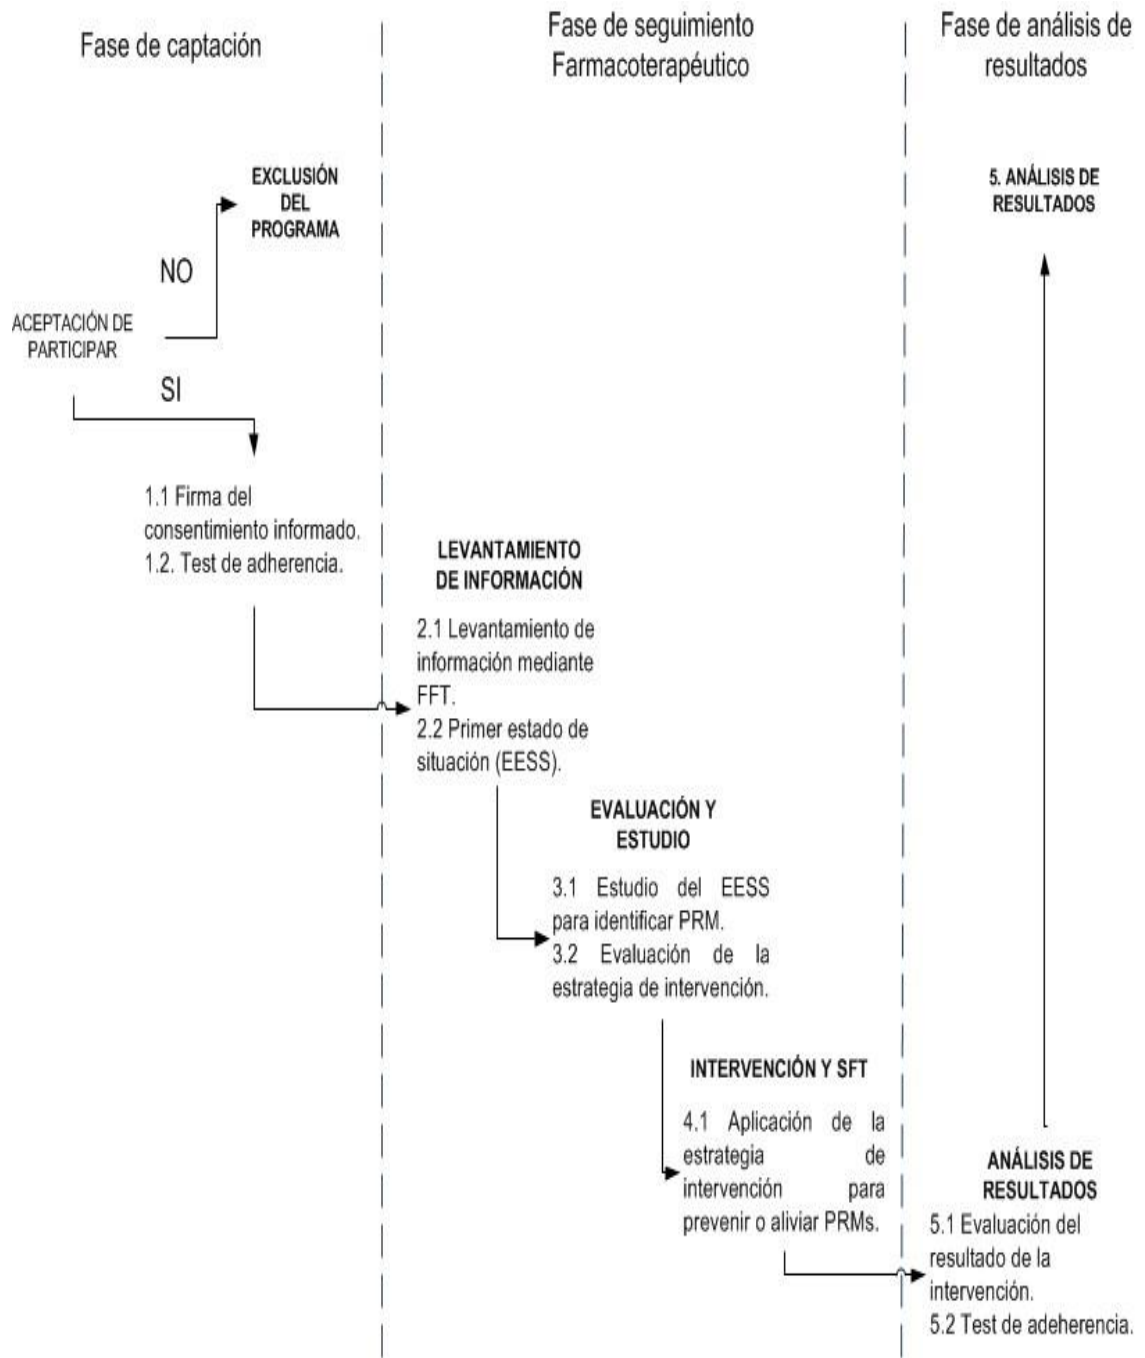 Fase de captación
Fase de seguimiento
Farmacoterapéutico
Fase de análisis de
resultados
EXCLUSIÓN
DEL
PROGRAMA
NO
ACEPTACIÓN DE
PARTICIPAR
SI
1.1 Firma del
consentimiento informado.
1.2. Test de adherencia.
LEVANTAMIENTO
DE INFORMACIÓN
2.1 Levantamiento de
información mediante
FFT.
2.2 Primer estado de
situación (EESS).
EVALUACIÓN Y
ESTUDIO
3.1 Estudio del EESS
para identificar PRM.
3.2 Evaluación de la
estrategia de intervención.
INTERVENCIÓN Y SFT
4.1 Aplicación de la
estrategia de
intervención para
prevenir o aliviar PRMs.
ANÁLISIS DE
RESULTADOS
5.1 Evaluación del
resultado de la
intervención.
5.2 Test de adeherencia.
5. ANÁLISIS DE
RESULTADOS